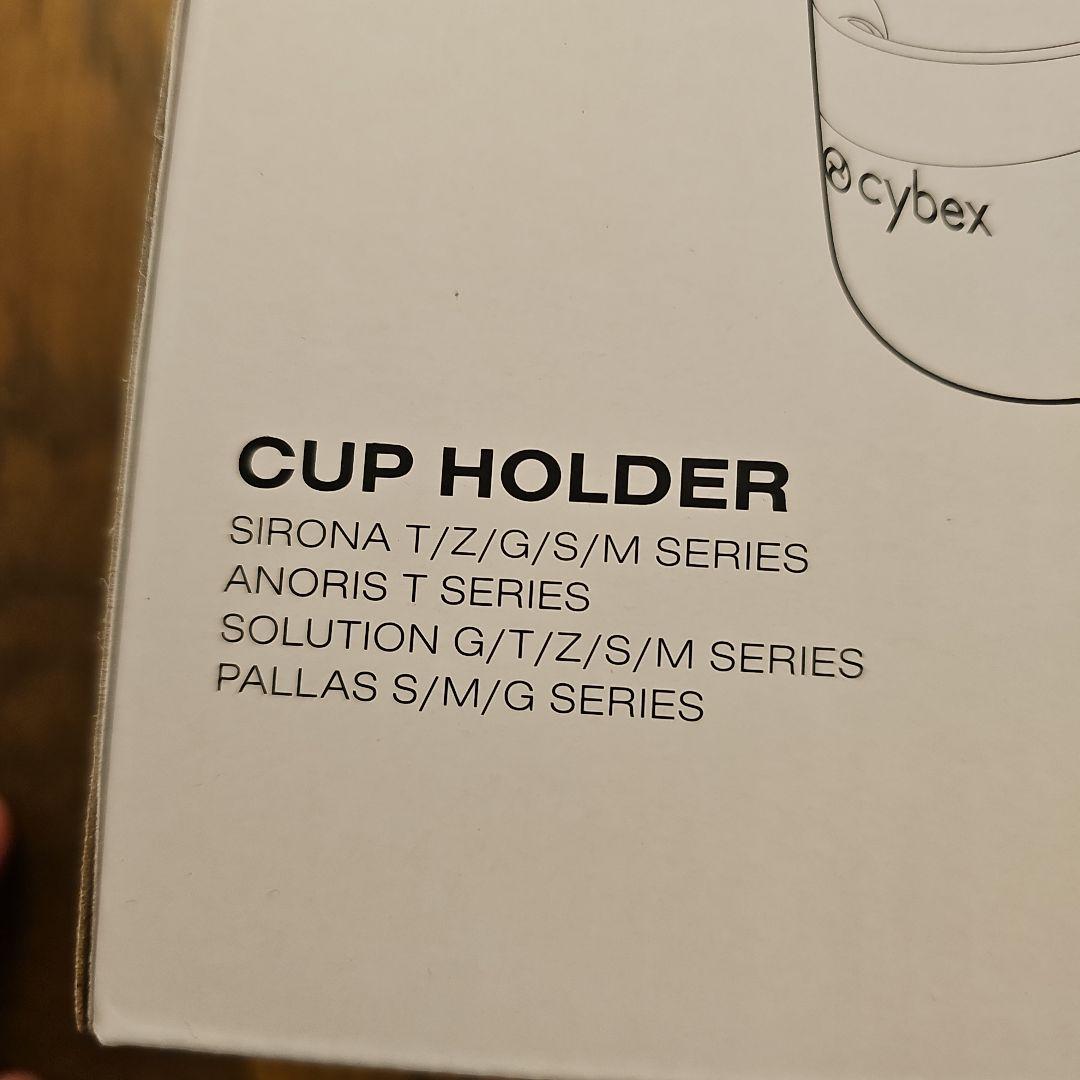 cybex
CUP HOLDER
SIRONA T/Z/G/S/M SERIES
ANORIS T SERIES
SOLUTION G/T/Z/S/M SERIES
PALLAS S/M/G SERIES